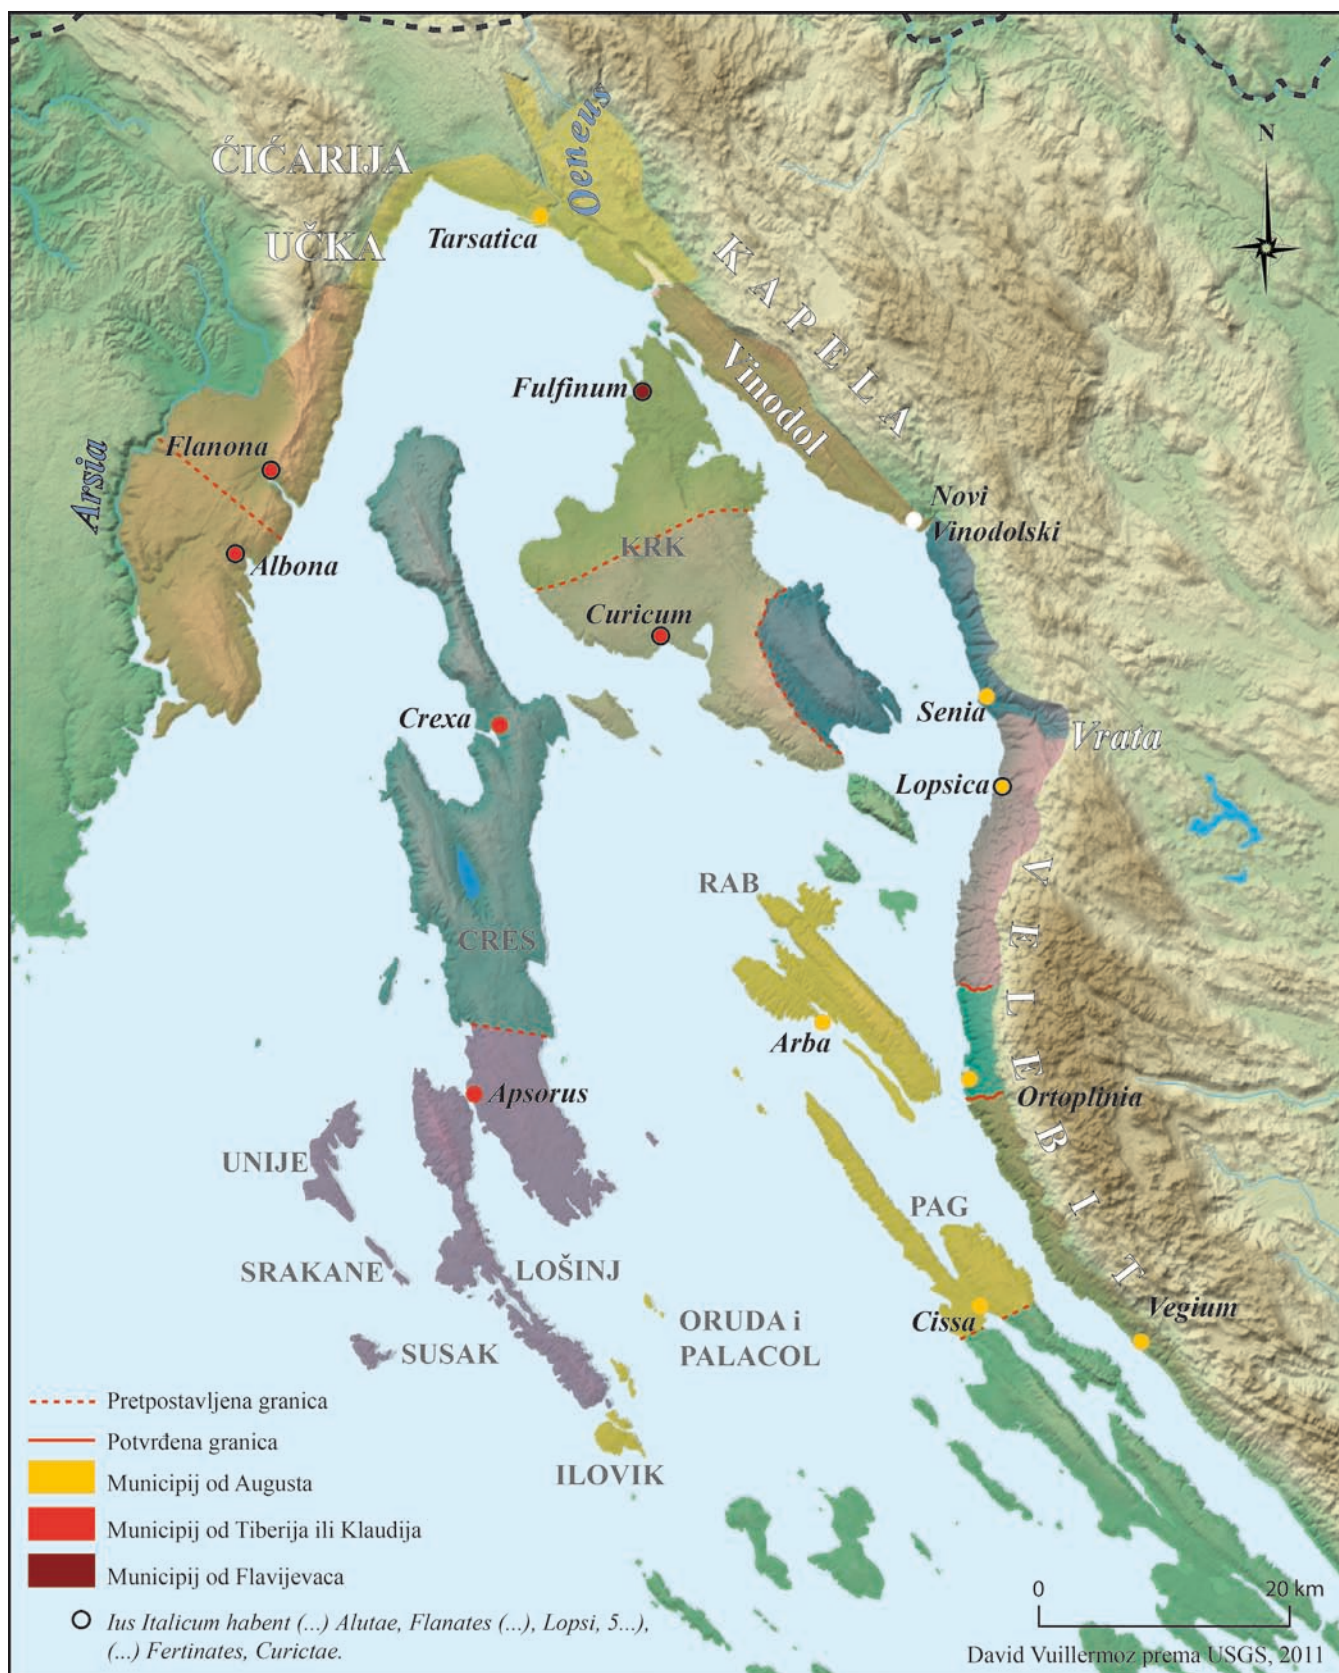 N
ĆIĆARIJA
UČKA
Oeneus
Tarsatica
KAPELA
Fulfinum
Vinodol
Flanona
Arsia
Albona
Novi
Vinodolski
KRK
Curicum
Crexa
Senia
Vrata
Lopsica
RAB
VELEBIT
CRES
Arba
Apsorus
Ortoplinia
UNIJE
PAG
SRAKANE
LOŠINJ
ORUDA i
PALACOL
Cissa
Vegium
SUSAK
ILOVIK
Pretpostavljena granica
Potvrđena granica
Municipij od Augusta
Municipij od Tiberija ili Klaudija
Municipij od Flavijevaca
Ius Italicum habent (...) Alutae, Flanates (...), Lopsi, 5...),
(...) Fertinates, Curictae.
0 20 km
David Vuillermoz prema USGS, 2011